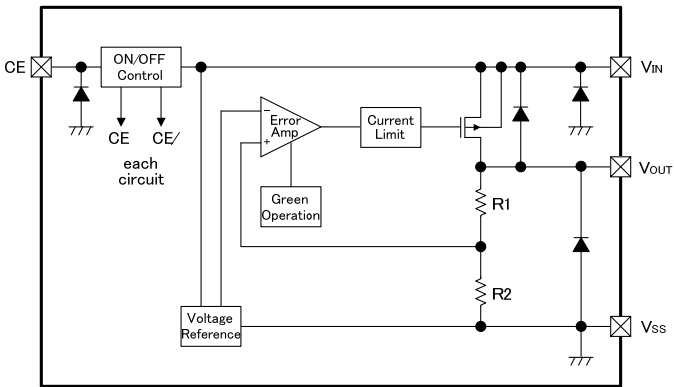 CE
ON/OFF
Control
VIN
CE
CE/
each
circuit
−
Error
Amp
+
Current
Limit
VOUT
Green
Operation
R1
R2
Voltage
Reference
VSS